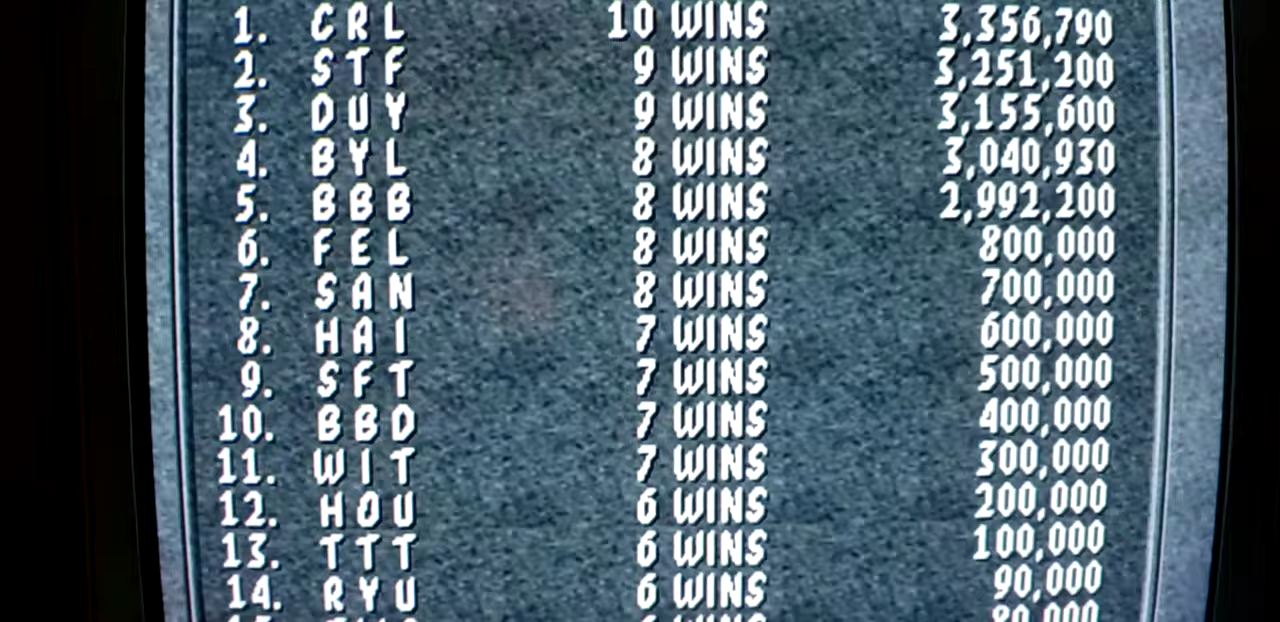 1. CRL 10 WINS 3,356,790
2. STF 9 WINS 3,251,200
3. DUY 9 WINS 3,155,600
4. BYL 8 WINS 3,040,930
5. BBB 8 WINS 2,992,200
6. FEL 8 WINS 800,000
7. SAN 8 WINS 700,000
8. HAI 7 WINS 600,000
9. SFT 7 WINS 500,000
10. BBD 7 WINS 400,000
11. WIT 7 WINS 300,000
12. HOU 6 WINS 200,000
13. TTT 6 WINS 100,000
14. RYU 6 WINS 90,000